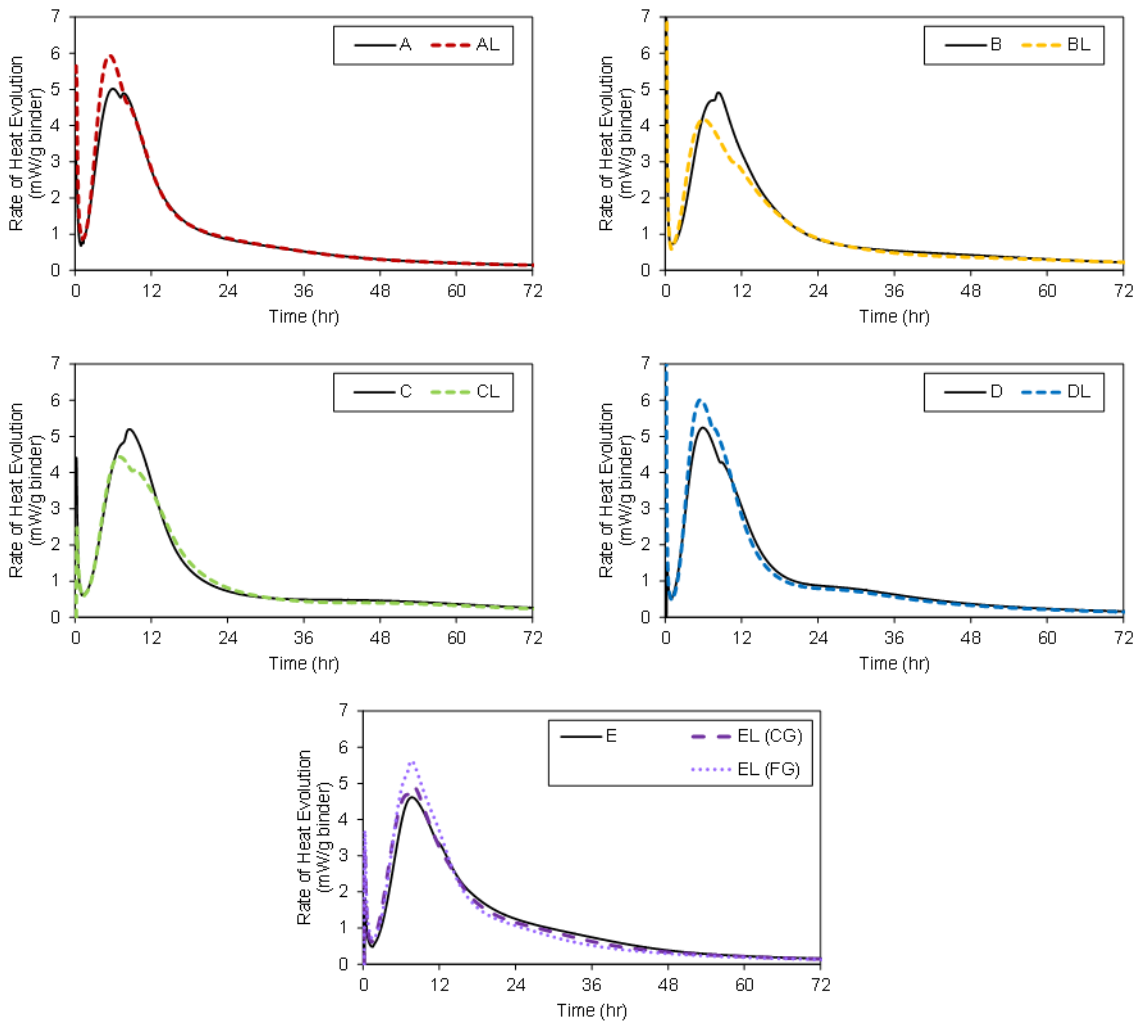 Rate of Heat Evolution
(mW/g binder)
7
6
5
4
3
2
1
0
A AL
0 12 24 36 48 60 72
Time (hr)
Rate of Heat Evolution
(mW/g binder)
7
6
5
4
3
2
1
0
B BL
0 12 24 36 48 60 72
Time (hr)
Rate of Heat Evolution
(mW/g binder)
7
6
5
4
3
2
1
0
C CL
0 12 24 36 48 60 72
Time (hr)
Rate of Heat Evolution
(mW/g binder)
7
6
5
4
3
2
1
0
D DL
0 12 24 36 48 60 72
Time (hr)
Rate of Heat Evolution
(mW/g binder)
7
6
5
4
3
2
1
0
E EL (CG)
EL (FG)
0 12 24 36 48 60 72
Time (hr)